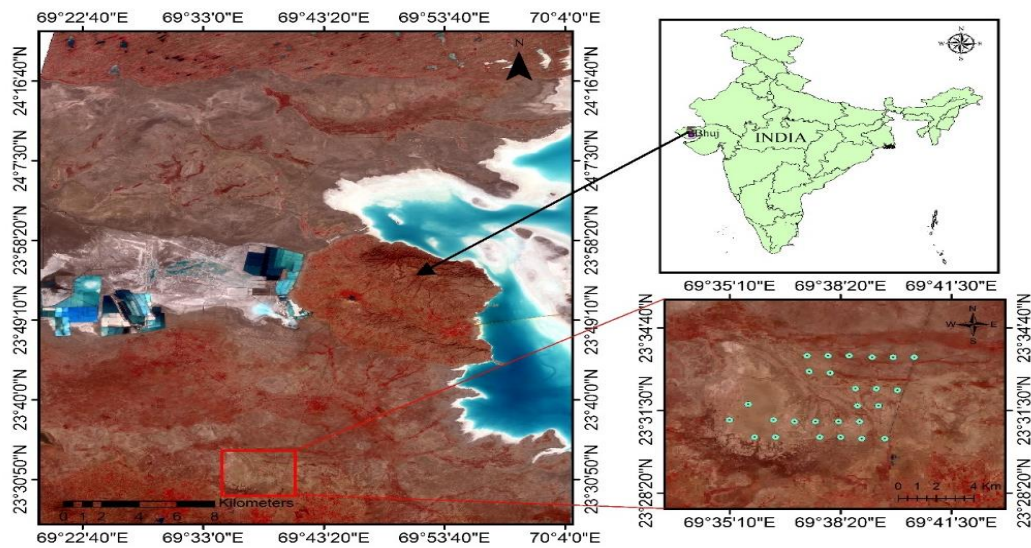 69°22'40"E 69°33'0"E 69°43'20"E 69°53'40"E 70°4'0"E
24°16'40"N
24°7'30"N
23°58'20"N
23°49'10"N
23°40'0"N
23°30'50"N
N
24°16'40"N
24°7'30"N
23°58'20"N
23°49'10"N
23°40'0"N
23°30'50"N
Kilometers
0 2 4 6 8
69°22'40"E 69°33'0"E 69°43'20"E 69°53'40"E 70°4'0"E
N
W E
S
Bhuj
INDIA
69°35'10"E 69°38'20"E 69°41'30"E
23°34'40"N
23°31'30"N
23°28'20"N
N
W E
S
23°34'40"N
23°31'30"N
23°28'20"N
0 1 2 4 Km
69°35'10"E 69°38'20"E 69°41'30"E